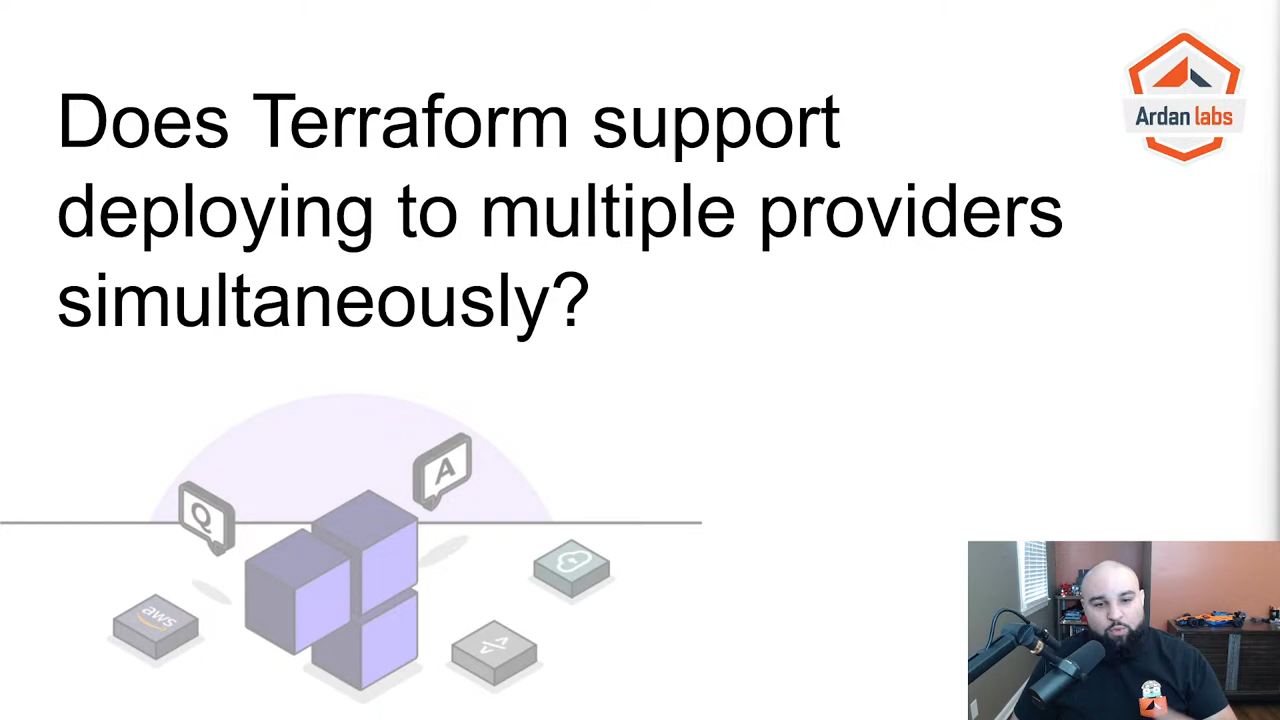 Does Terraform support
deploying to multiple providers
simultaneously?
Ardan labs
A
Q
aws